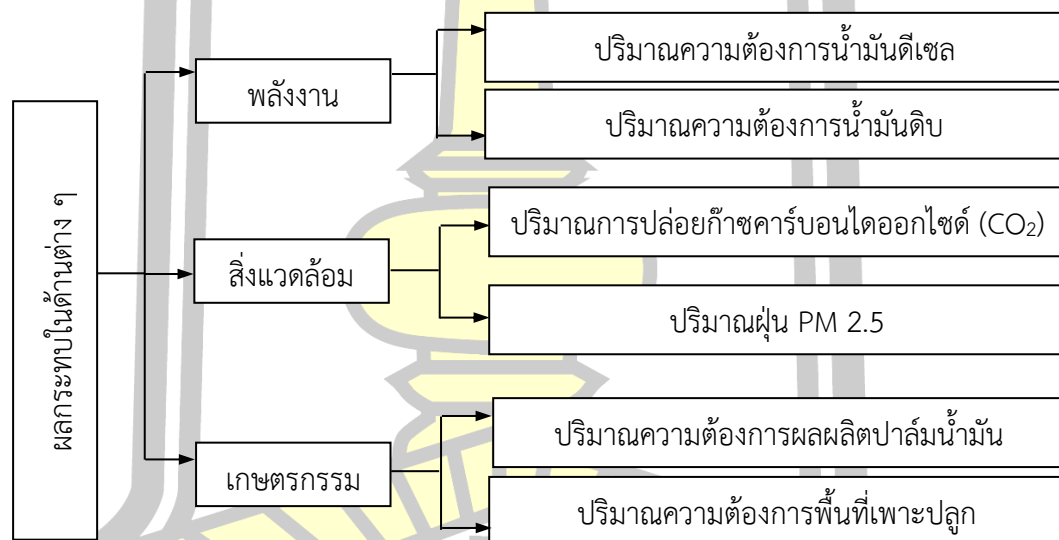 ผลกระทบในด้านต่าง ๆ
พลังงาน
ปริมาณความต้องการน้ำมันดีเซล
ปริมาณความต้องการน้ำมันดิบ
สิ่งแวดล้อม
ปริมาณการปล่อยก๊าซคาร์บอนไดออกไซด์ (CO₂)
ปริมาณฝุ่น PM 2.5
เกษตรกรรม
ปริมาณความต้องการผลผลิตปาล์มน้ำมัน
ปริมาณความต้องการพื้นที่เพาะปลูก